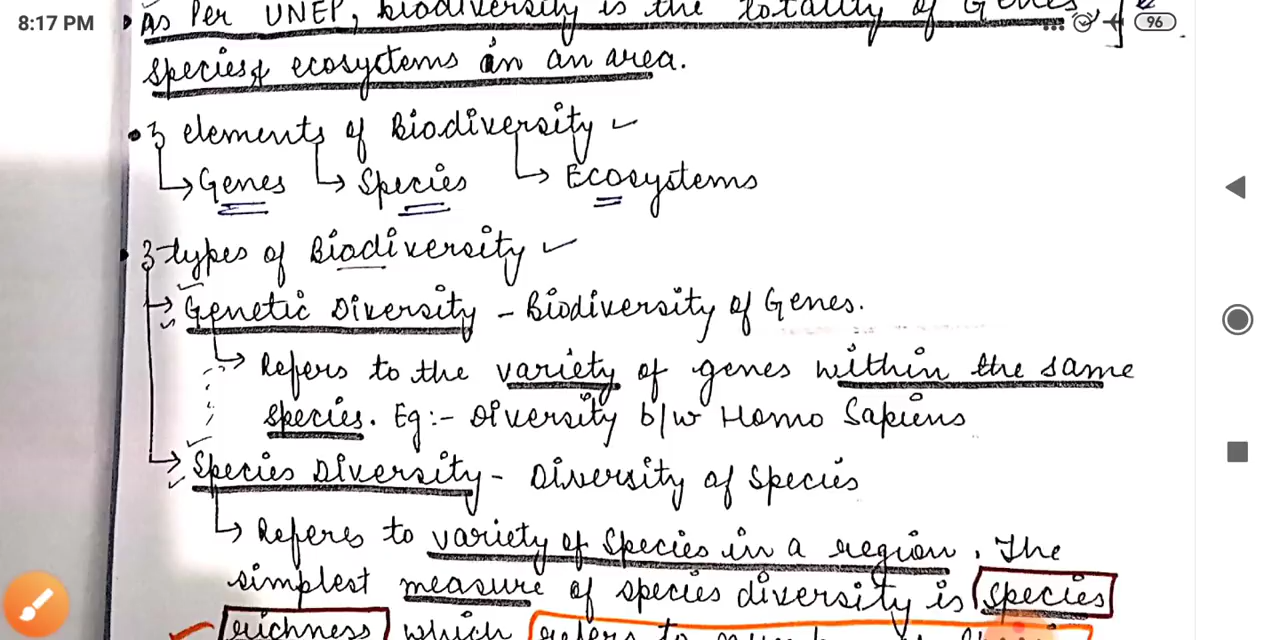 8:17 PM
96
As Per UNEP, biodiversity is the totality of Genes
species & ecosystems in an area.
3 elements of Biodiversity
Genes Species Ecosystems
3 types of Biodiversity
Genetic Diversity - Biodiversity of Genes.
Refers to the variety of genes within the same
species. Eg:- Diversity b/w Homo Sapiens
Species Diversity - Diversity of Species
Referes to variety of Species in a region. The
simplest measure of species diversity is species
richness which refers to